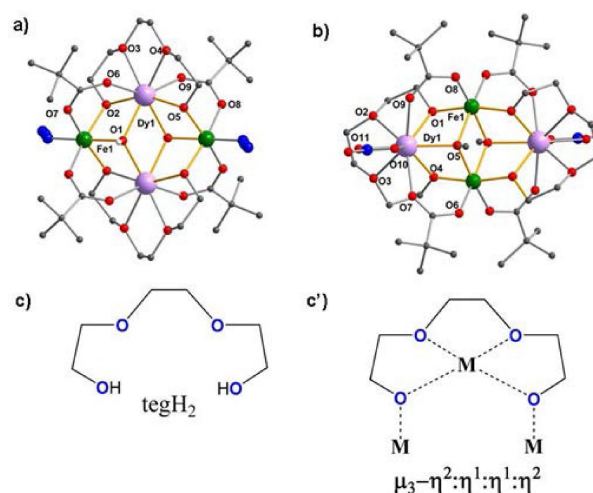 a)
b)
O3
O4
O6
O9
O7
O2
O5
O8
Dy1
O1
Fe1
O8
O9
O2
O1
Fe1
O11
Dy1
O5
O10
O4
O3
O7
O6
c)
c')
O
O
OH
HO
tegH₂
O
O
M
O
O
M
M
μ₃–η²:η¹:η¹:η²